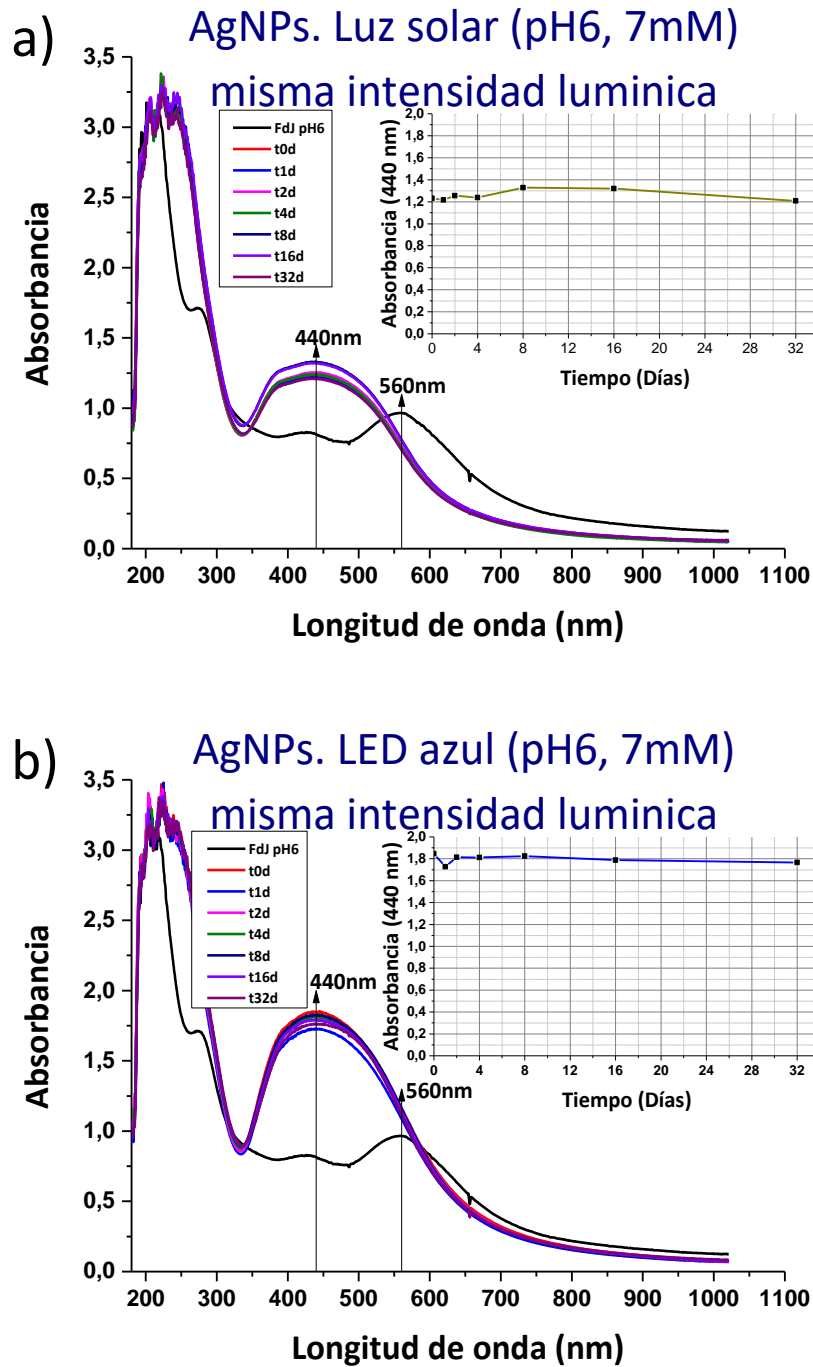 a)
AgNPs. Luz solar (pH6, 7mM)
misma intensidad luminica
3,5
3,0
2,5
2,0
1,5
1,0
0,5
0,0
Absorbancia
FdJ pH6
t0d
t1d
t2d
t4d
t8d
t16d
t32d
440nm
560nm
2,0
1,8
1,6
1,4
1,2
1,0
0,8
0,6
0,4
0,2
0,0
Absorbancia (440 nm)
0 4 8 12 16 20 24 28 32
Tiempo (Días)
200 300 400 500 600 700 800 900 1000 1100
Longitud de onda (nm)
b)
AgNPs. LED azul (pH6, 7mM)
misma intensidad luminica
3,5
3,0
2,5
2,0
1,5
1,0
0,5
0,0
Absorbancia
FdJ pH6
t0d
t1d
t2d
t4d
t8d
t16d
t32d
440nm
560nm
2,0
1,8
1,6
1,4
1,2
1,0
0,8
0,6
0,4
0,2
0,0
Absorbancia (440 nm)
0 4 8 12 16 20 24 28 32
Tiempo (Días)
200 300 400 500 600 700 800 900 1000 1100
Longitud de onda (nm)